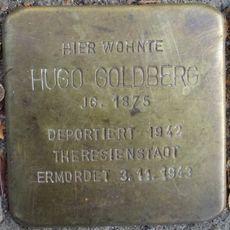 HIER WOHNTE
HUGO GOLDBERG
JG. 1875
DEPORTIERT 1942
THERESIENSTADT
ERMORDET 3.11.1943